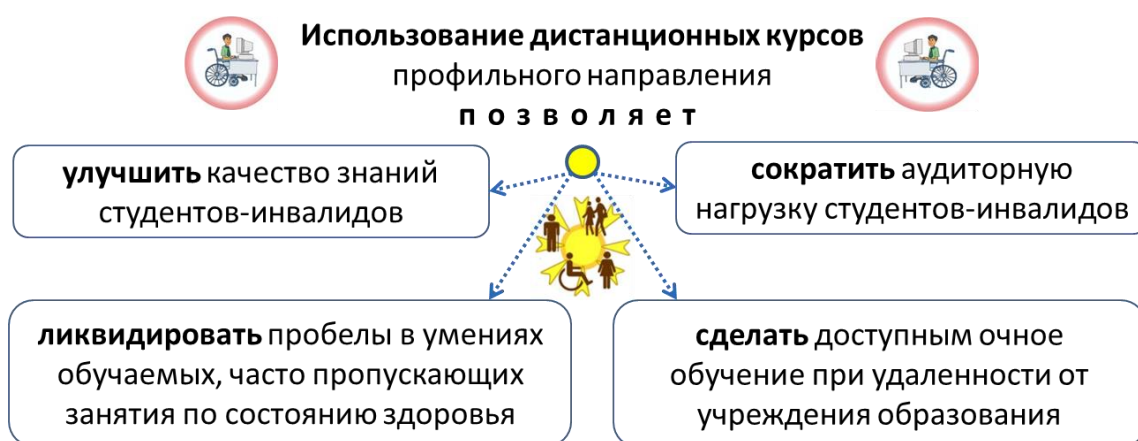 Использование дистанционных курсов
профильного направления
позволяет
улучшить качество знаний
студентов-инвалидов
сократить аудиторную
нагрузку студентов-инвалидов
ликвидировать пробелы в умениях
обучаемых, часто пропускающих
занятия по состоянию здоровья
сделать доступным очное
обучение при удаленности от
учреждения образования